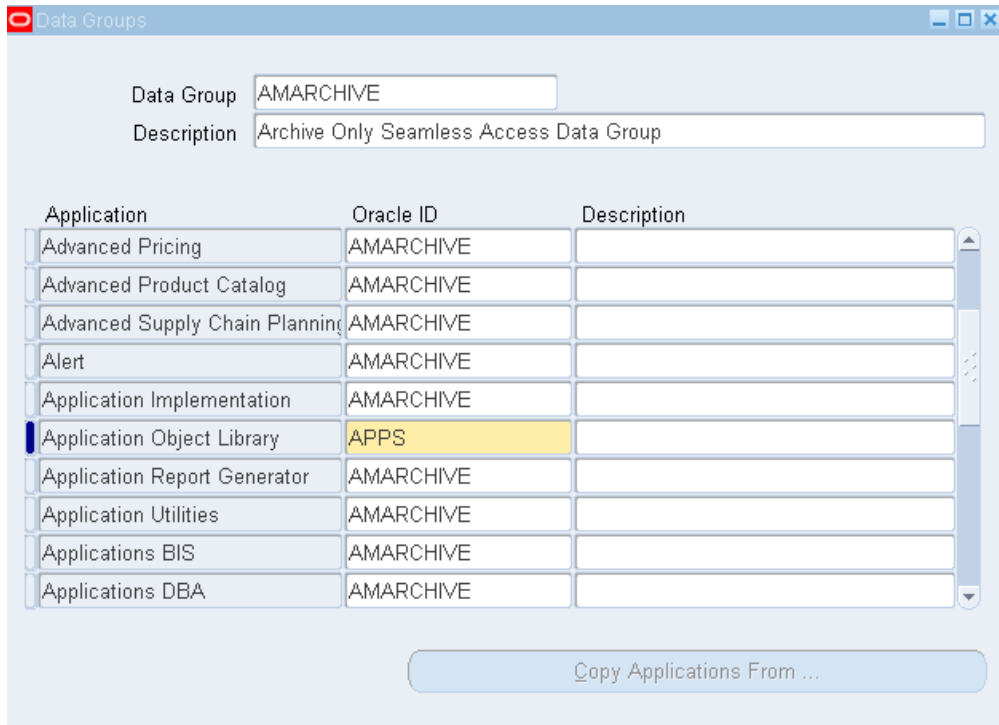 Data Groups
Data Group AMARCHIVE
Description Archive Only Seamless Access Data Group
Application Oracle ID Description
Advanced Pricing AMARCHIVE
Advanced Product Catalog AMARCHIVE
Advanced Supply Chain Planning AMARCHIVE
Alert AMARCHIVE
Application Implementation AMARCHIVE
Application Object Library APPS
Application Report Generator AMARCHIVE
Application Utilities AMARCHIVE
Applications BIS AMARCHIVE
Applications DBA AMARCHIVE
Copy Applications From ...